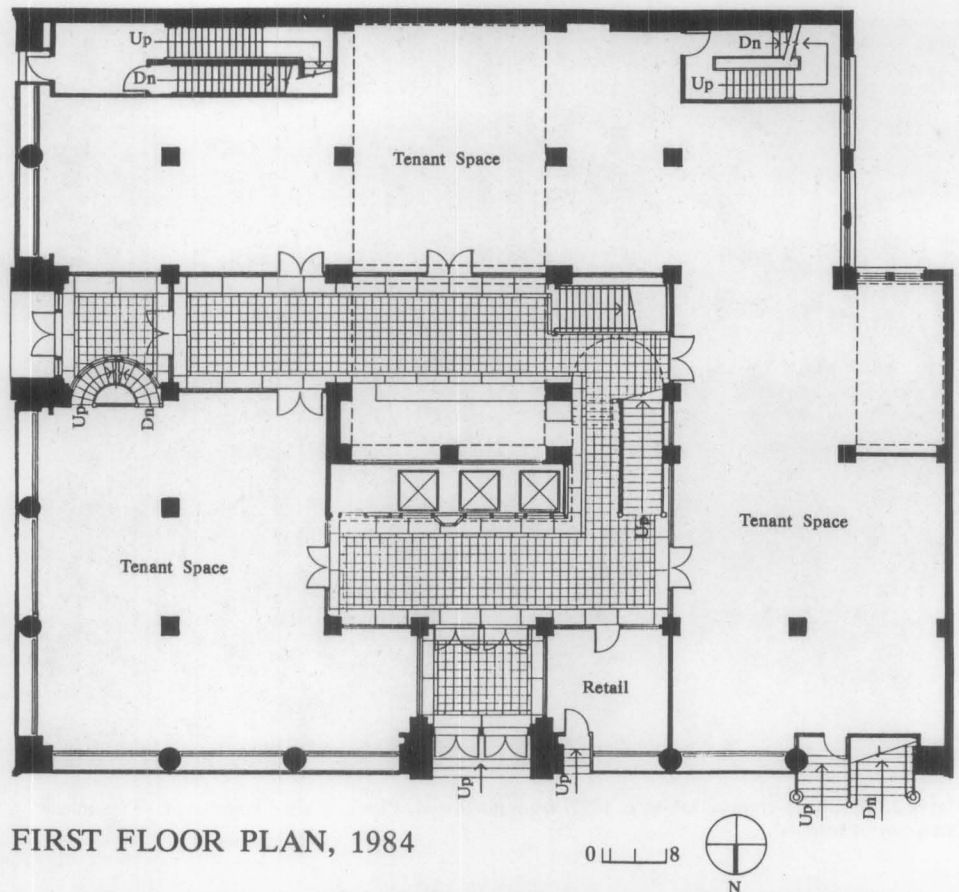 Up
Dn
Dn
Up
Tenant Space
Up
Dn
Up
Tenant Space
Tenant Space
Retail
Up
Up
Up
Dn
FIRST FLOOR PLAN, 1984
0 8
N